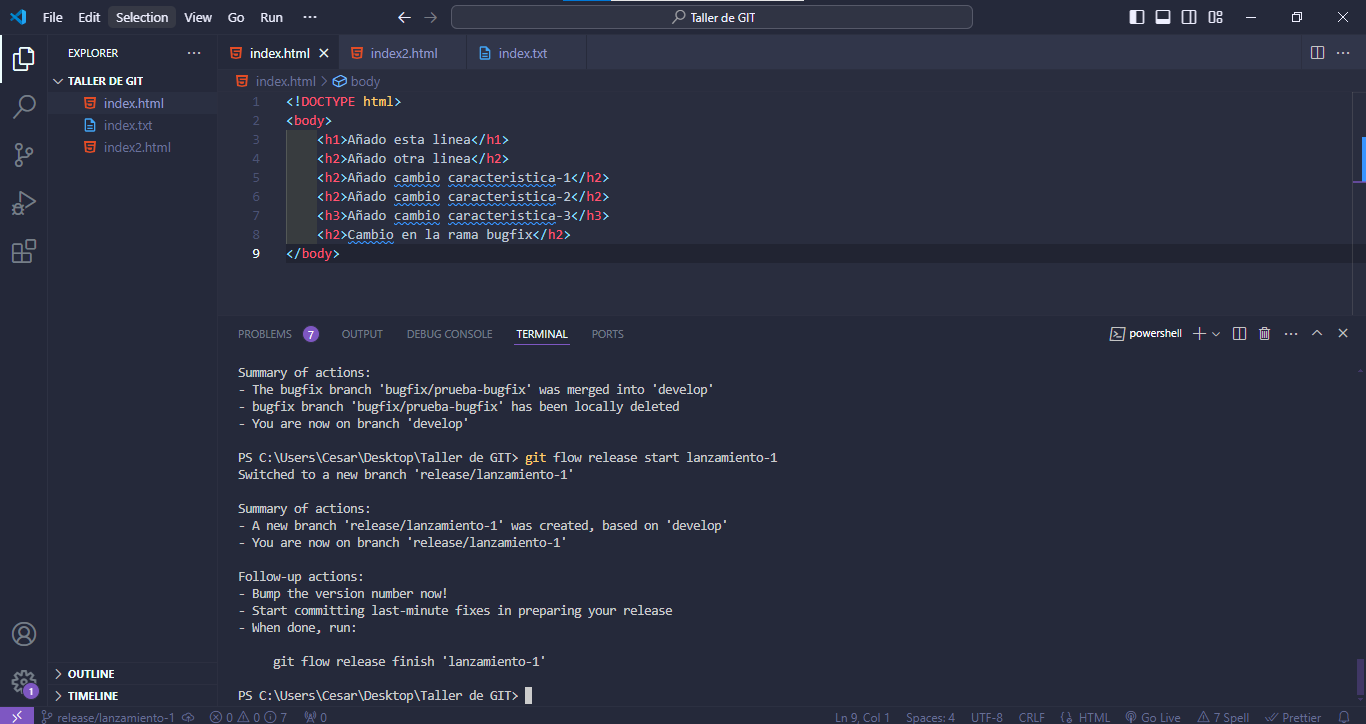 File Edit Selection View Go Run ··· Taller de GIT
EXPLORER ···
TALLER DE GIT
index.html
index.txt
index2.html
OUTLINE
TIMELINE
index.html index2.html index.txt
index.html > body
1 <!DOCTYPE html>
2 <body>
3 <h1>Añado esta linea</h1>
4 <h2>Añado otra linea</h2>
5 <h2>Añado cambio caracteristica-1</h2>
6 <h2>Añado cambio caracteristica-2</h2>
7 <h3>Añado cambio caracteristica-3</h3>
8 <h2>Cambio en la rama bugfix</h2>
9 </body>
PROBLEMS 7 OUTPUT DEBUG CONSOLE TERMINAL PORTS powershell
Summary of actions:
- The bugfix branch 'bugfix/prueba-bugfix' was merged into 'develop'
- bugfix branch 'bugfix/prueba-bugfix' has been locally deleted
- You are now on branch 'develop'
PS C:\Users\Cesar\Desktop\Taller de GIT> git flow release start lanzamiento-1
Switched to a new branch 'release/lanzamiento-1'
Summary of actions:
- A new branch 'release/lanzamiento-1' was created, based on 'develop'
- You are now on branch 'release/lanzamiento-1'
Follow-up actions:
- Bump the version number now!
- Start committing last-minute fixes in preparing your release
- When done, run:
git flow release finish 'lanzamiento-1'
PS C:\Users\Cesar\Desktop\Taller de GIT>
1
release/lanzamiento-1 0 0 7 0 Ln 9, Col 1 Spaces: 4 UTF-8 CRLF HTML Go Live 7 Spell Prettier